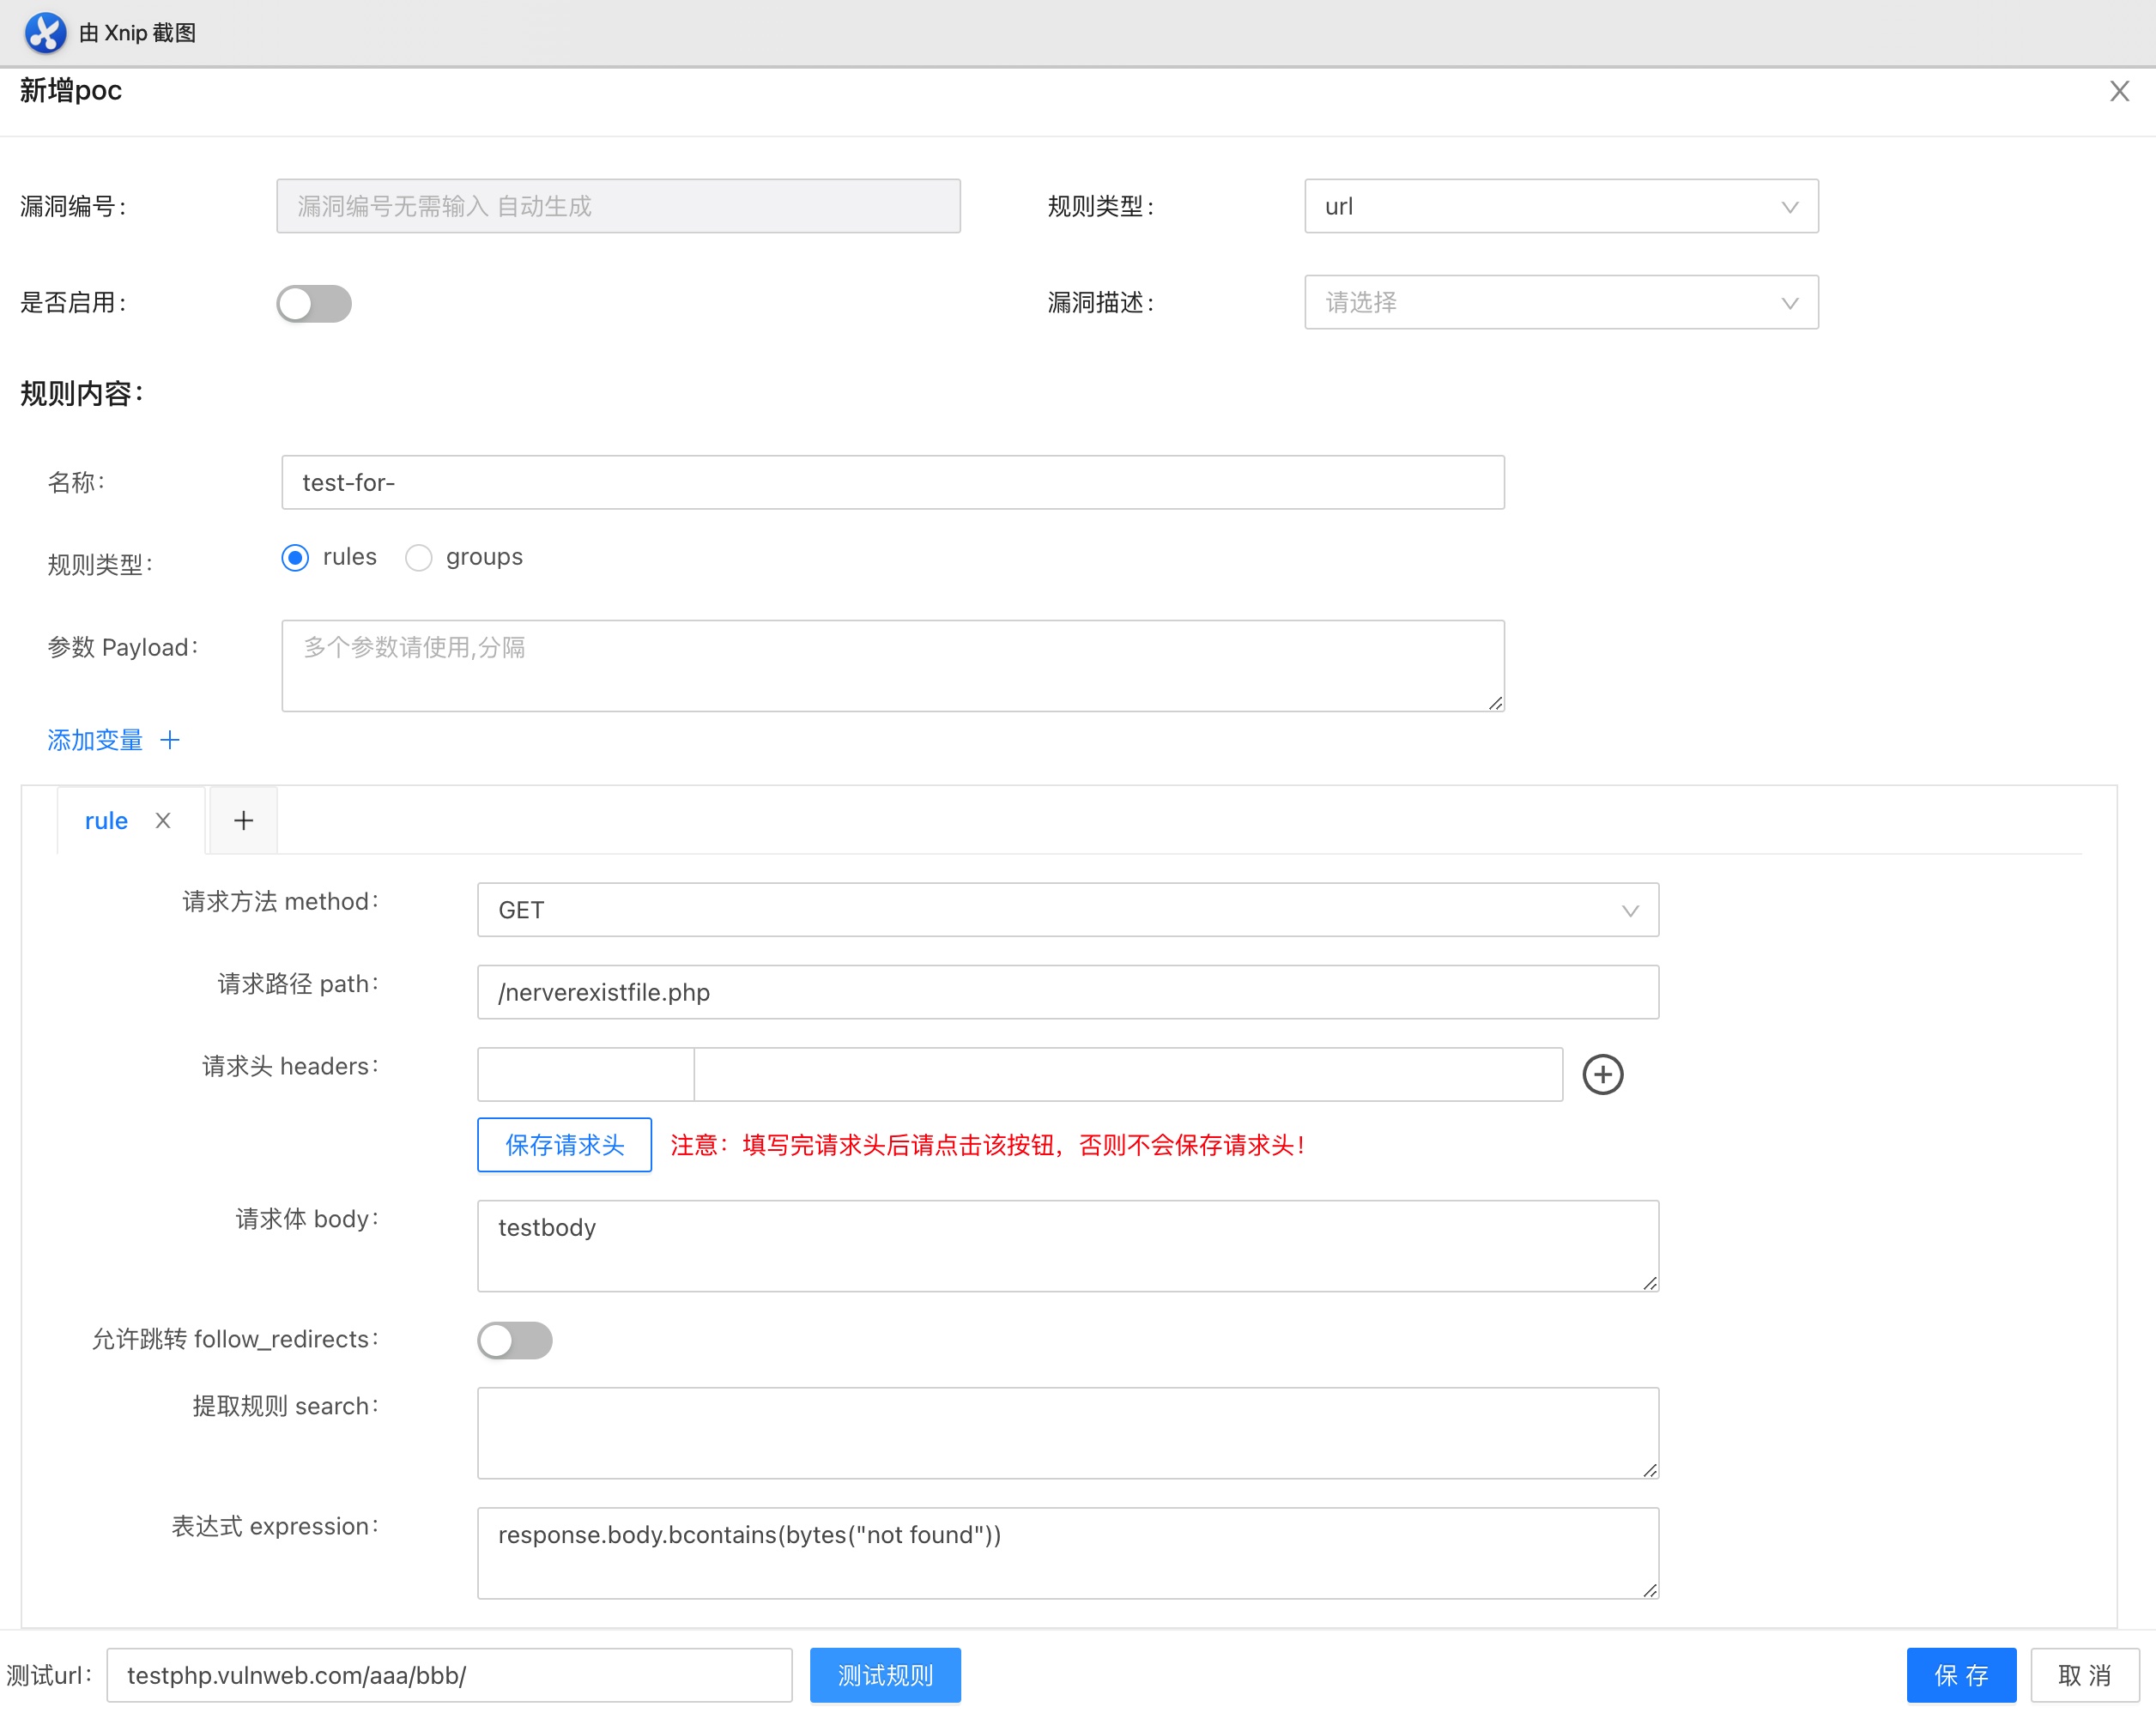 由 Xnip 截图
新增poc
漏洞编号: 漏洞编号无需输入 自动生成 规则类型: url
是否启用: 漏洞描述: 请选择
规则内容:
名称: test-for-
规则类型: rules groups
参数 Payload: 多个参数请使用,分隔
添加变量 +
rule X +
请求方法 method: GET
请求路径 path: /nerverexistfile.php
请求头 headers:
保存请求头 注意：填写完请求头后请点击该按钮，否则不会保存请求头！
请求体 body: testbody
允许跳转 follow_redirects:
提取规则 search:
表达式 expression: response.body.bcontains(bytes("not found"))
测试url: testphp.vulnweb.com/aaa/bbb/ 测试规则 保 存 取 消